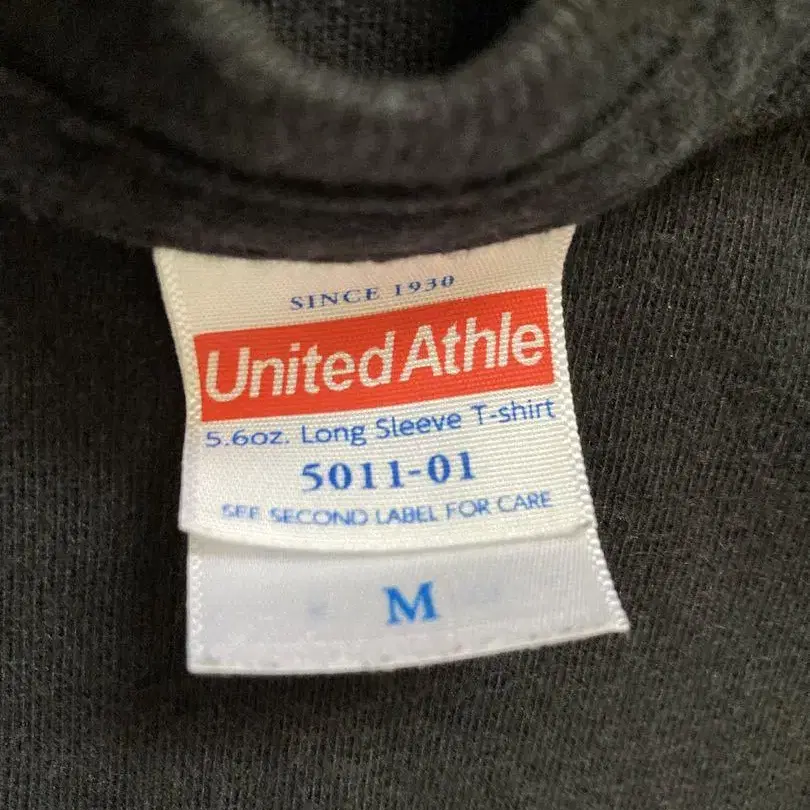 SINCE 1930
United Athle
5.6oz. Long Sleeve T-shirt
5011-01
SEE SECOND LABEL FOR CARE
M